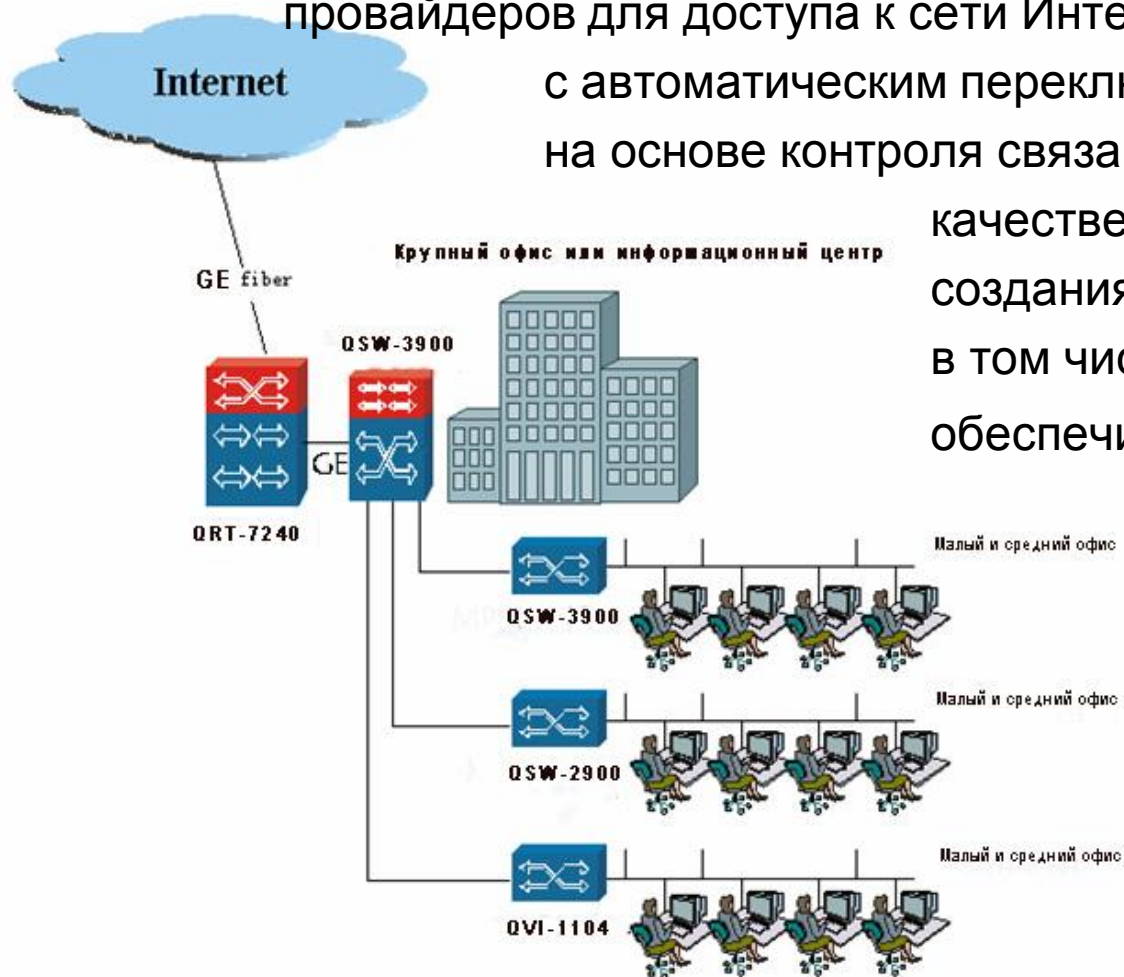 провайдеров для доступа к сети Инте
Internet
с автоматическим перекл
на основе контроля связа
качестве
создания
в том чис
обеспечи
Крупный офис или информационный центр
GE fiber
QSW-3900
GE
QRT-7240
Малый и средний офис
QSW-3900
Малый и средний офис
QSW-2900
Малый и средний офис
QVI-1104